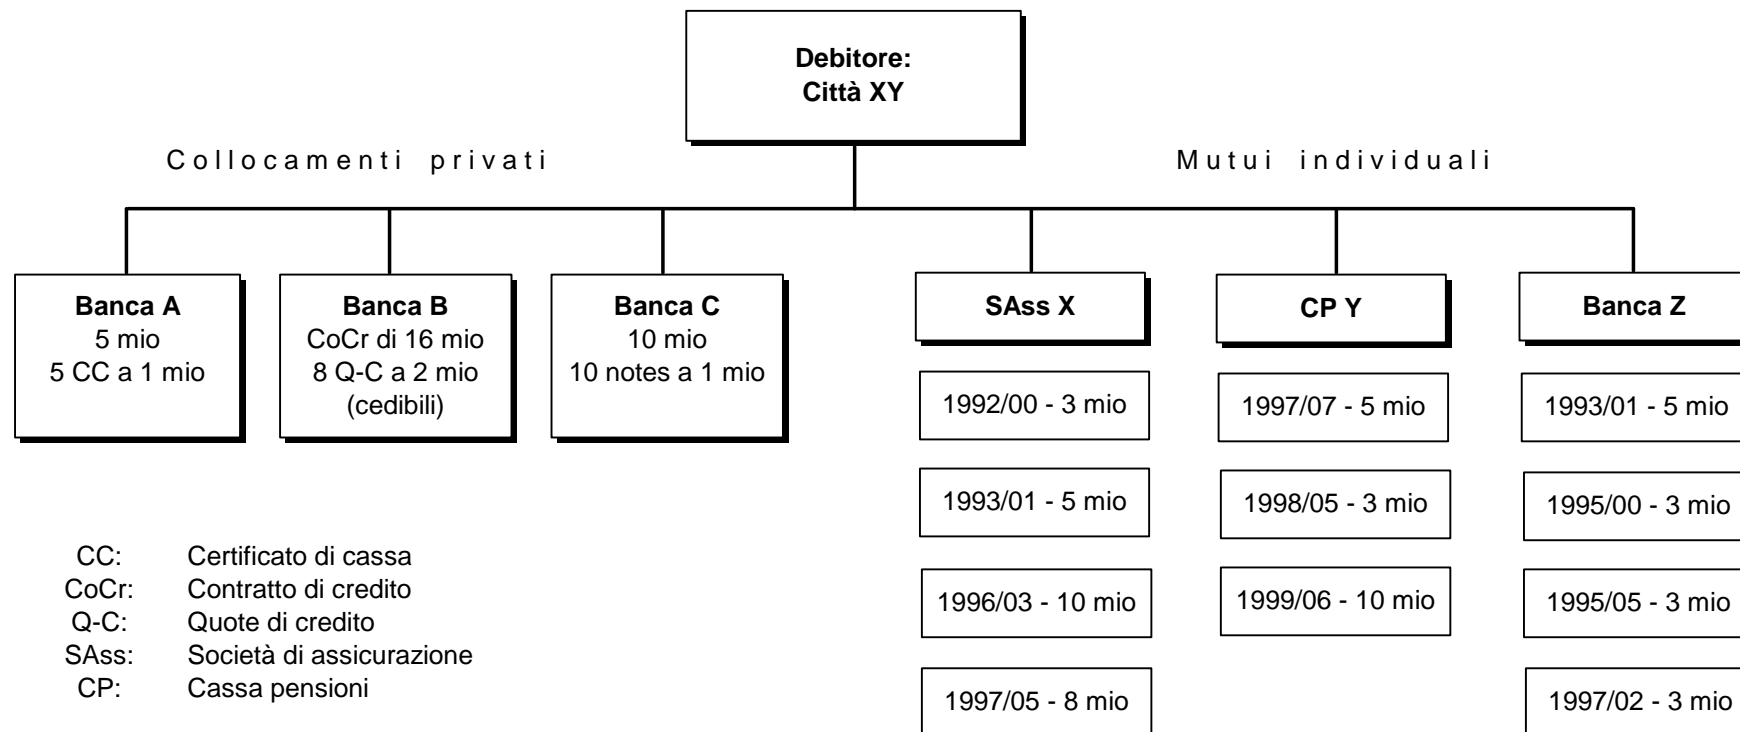 Debitore:
Città XY
Collocamenti privati
Mutui individuali
Banca A
5 mio
5 CC a 1 mio
Banca B
CoCr di 16 mio
8 Q-C a 2 mio
(cedibili)
Banca C
10 mio
10 notes a 1 mio
SAss X
1992/00 - 3 mio
1993/01 - 5 mio
1996/03 - 10 mio
1997/05 - 8 mio
CP Y
1997/07 - 5 mio
1998/05 - 3 mio
1999/06 - 10 mio
Banca Z
1993/01 - 5 mio
1995/00 - 3 mio
1995/05 - 3 mio
1997/02 - 3 mio
CC: Certificato di cassa
CoCr: Contratto di credito
Q-C: Quote di credito
SAss: Società di assicurazione
CP: Cassa pensioni